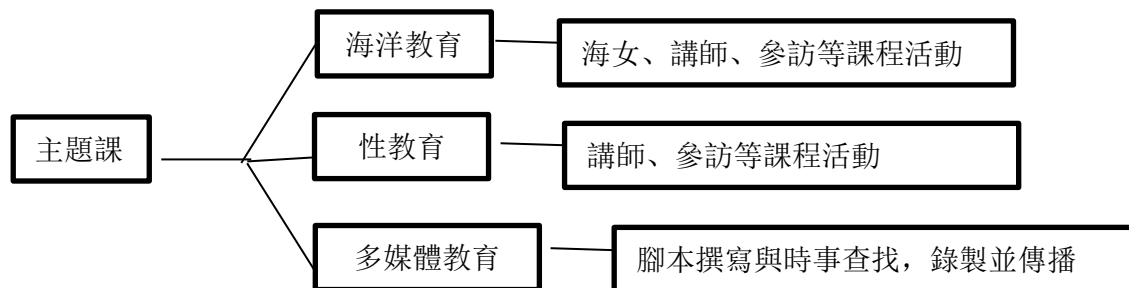 海洋教育
海女、講師、參訪等課程活動
主題課
性教育
講師、參訪等課程活動
多媒體教育
腳本撰寫與時事查找，錄製並傳播